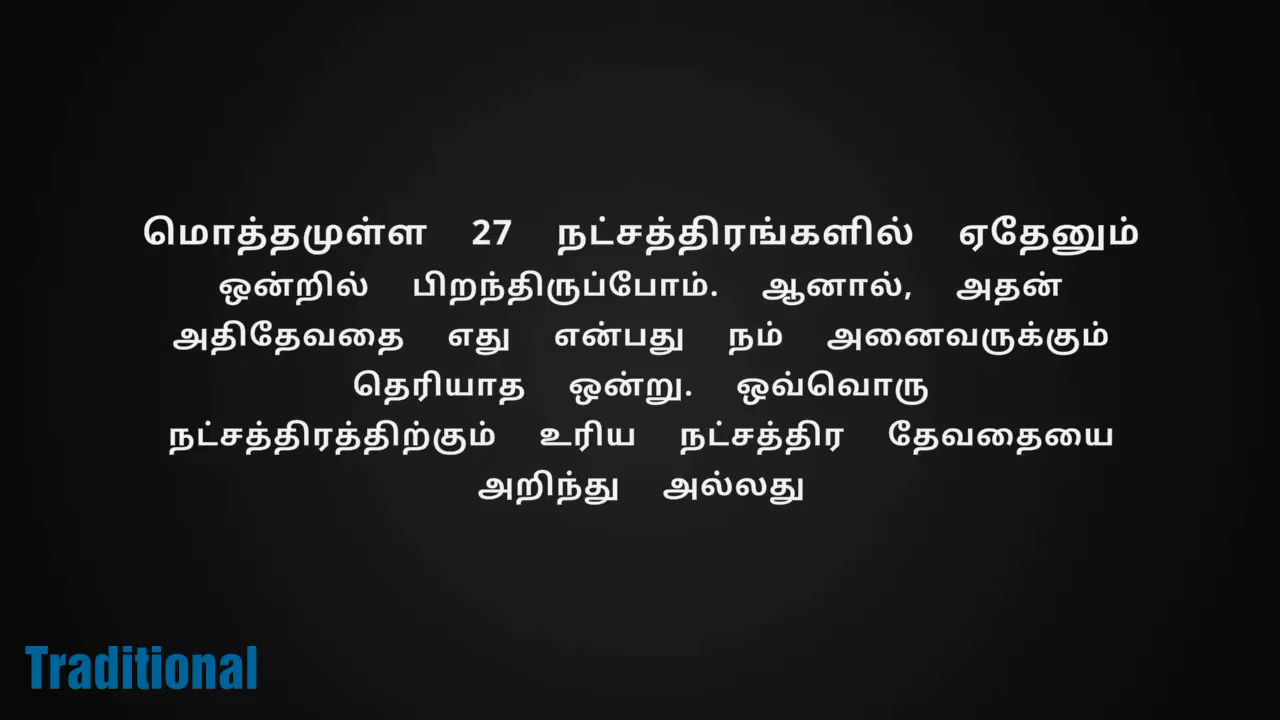 மொத்தமுள்ள 27 நட்சத்திரங்களில் ஏதேனும்
ஒன்றில் பிறந்திருப்போம். ஆனால், அதன்
அதிதேவதை எது என்பது நம் அனைவருக்கும்
தெரியாத ஒன்று. ஒவ்வொரு
நட்சத்திரத்திற்கும் உரிய நட்சத்திர தேவதையை
அறிந்து அல்லது
Traditional